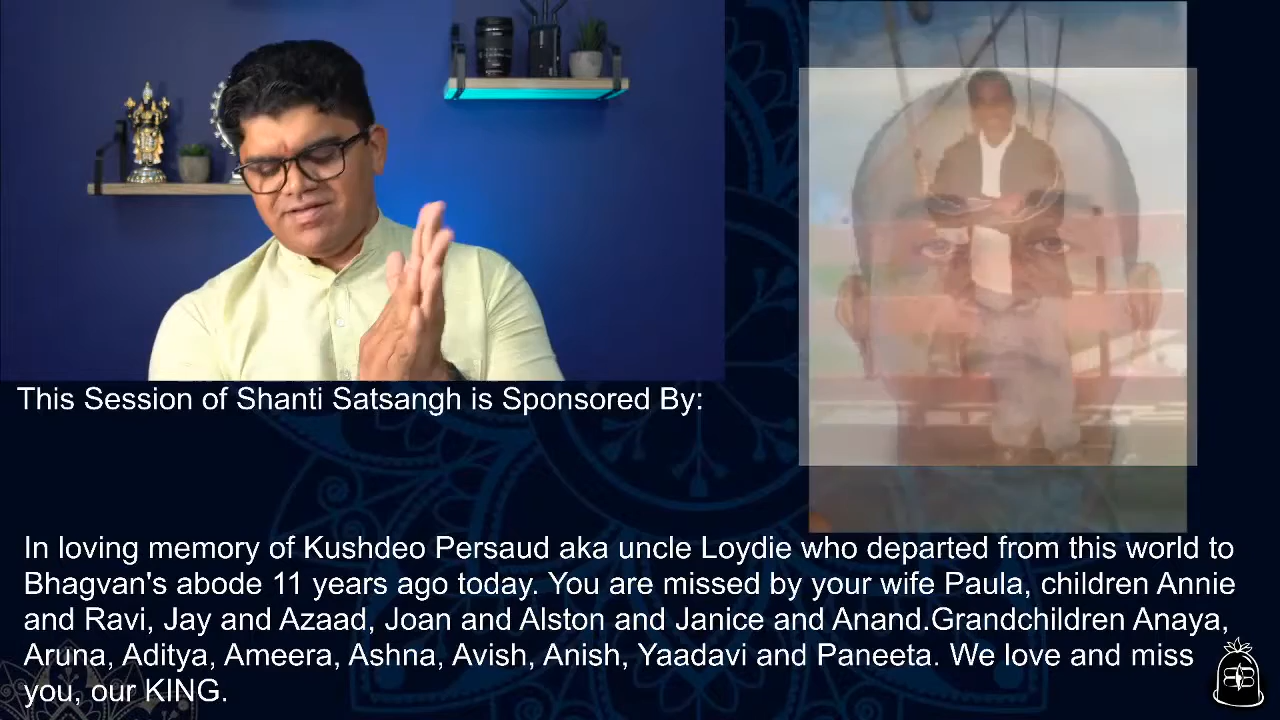 This Session of Shanti Satsangh is Sponsored By:
In loving memory of Kushdeo Persaud aka uncle Loydie who departed from this world to
Bhagvan's abode 11 years ago today. You are missed by your wife Paula, children Annie
and Ravi, Jay and Azaad, Joan and Alston and Janice and Anand.Grandchildren Anaya,
Aruna, Aditya, Ameera, Ashna, Avish, Anish, Yaadavi and Paneeta. We love and miss
you, our KING.